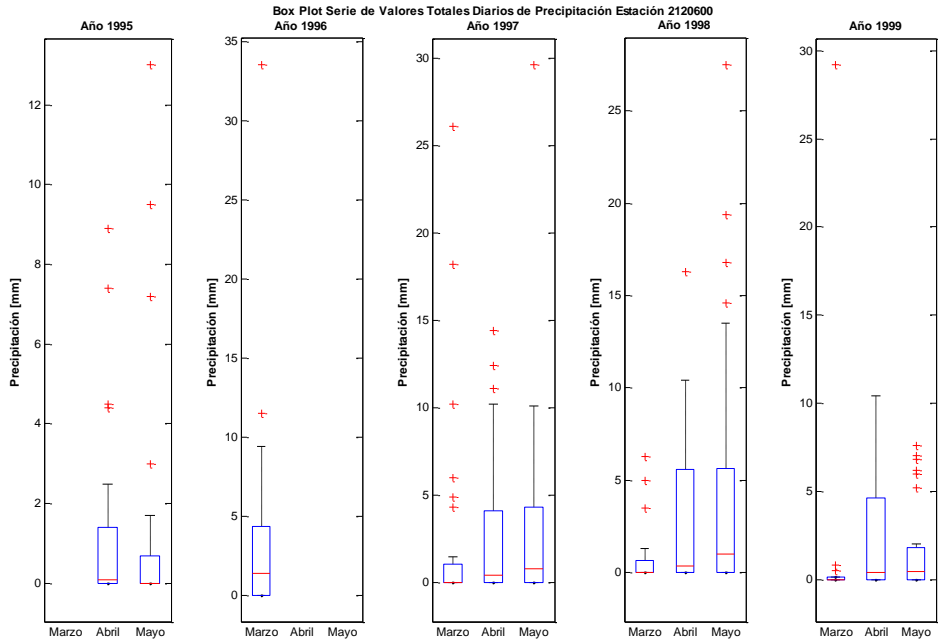 Box Plot Serie de Valores Totales Diarios de Precipitación Estación 2120600
Año 1995
Año 1996
Año 1997
Año 1998
Año 1999
Precipitación [mm]
12
10
8
6
4
2
0
Marzo Abril Mayo
Precipitación [mm]
35
30
25
20
15
10
5
0
Marzo Abril Mayo
Precipitación [mm]
30
25
20
15
10
5
0
Marzo Abril Mayo
Precipitación [mm]
25
20
15
10
5
0
Marzo Abril Mayo
Precipitación [mm]
30
25
20
15
10
5
0
Marzo Abril Mayo